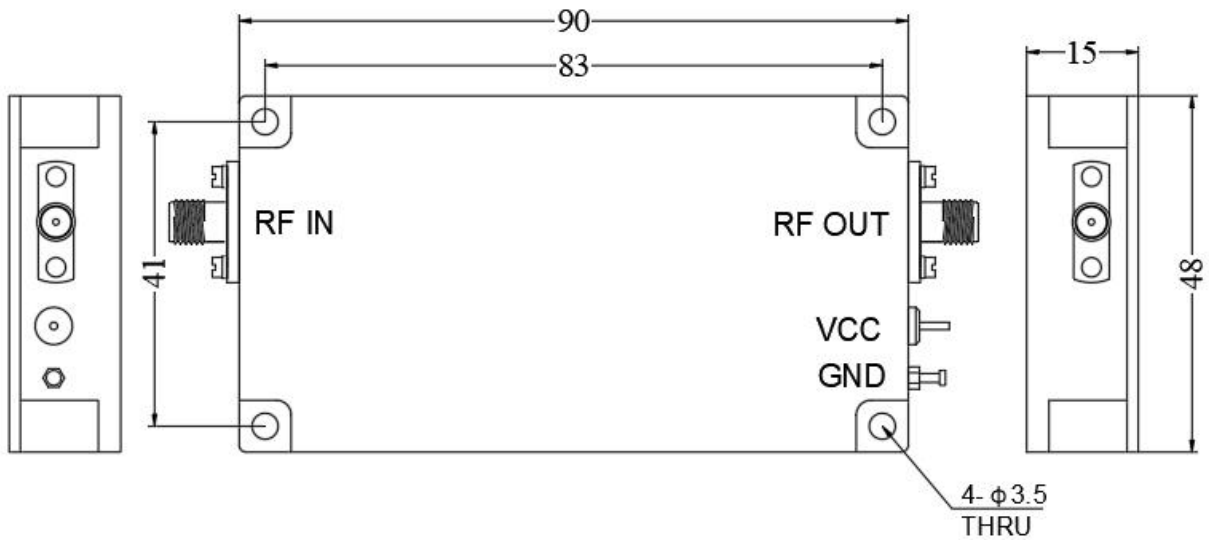 90
83
15
RF IN
RF OUT
41
48
VCC
GND
4- ϕ3.5
THRU